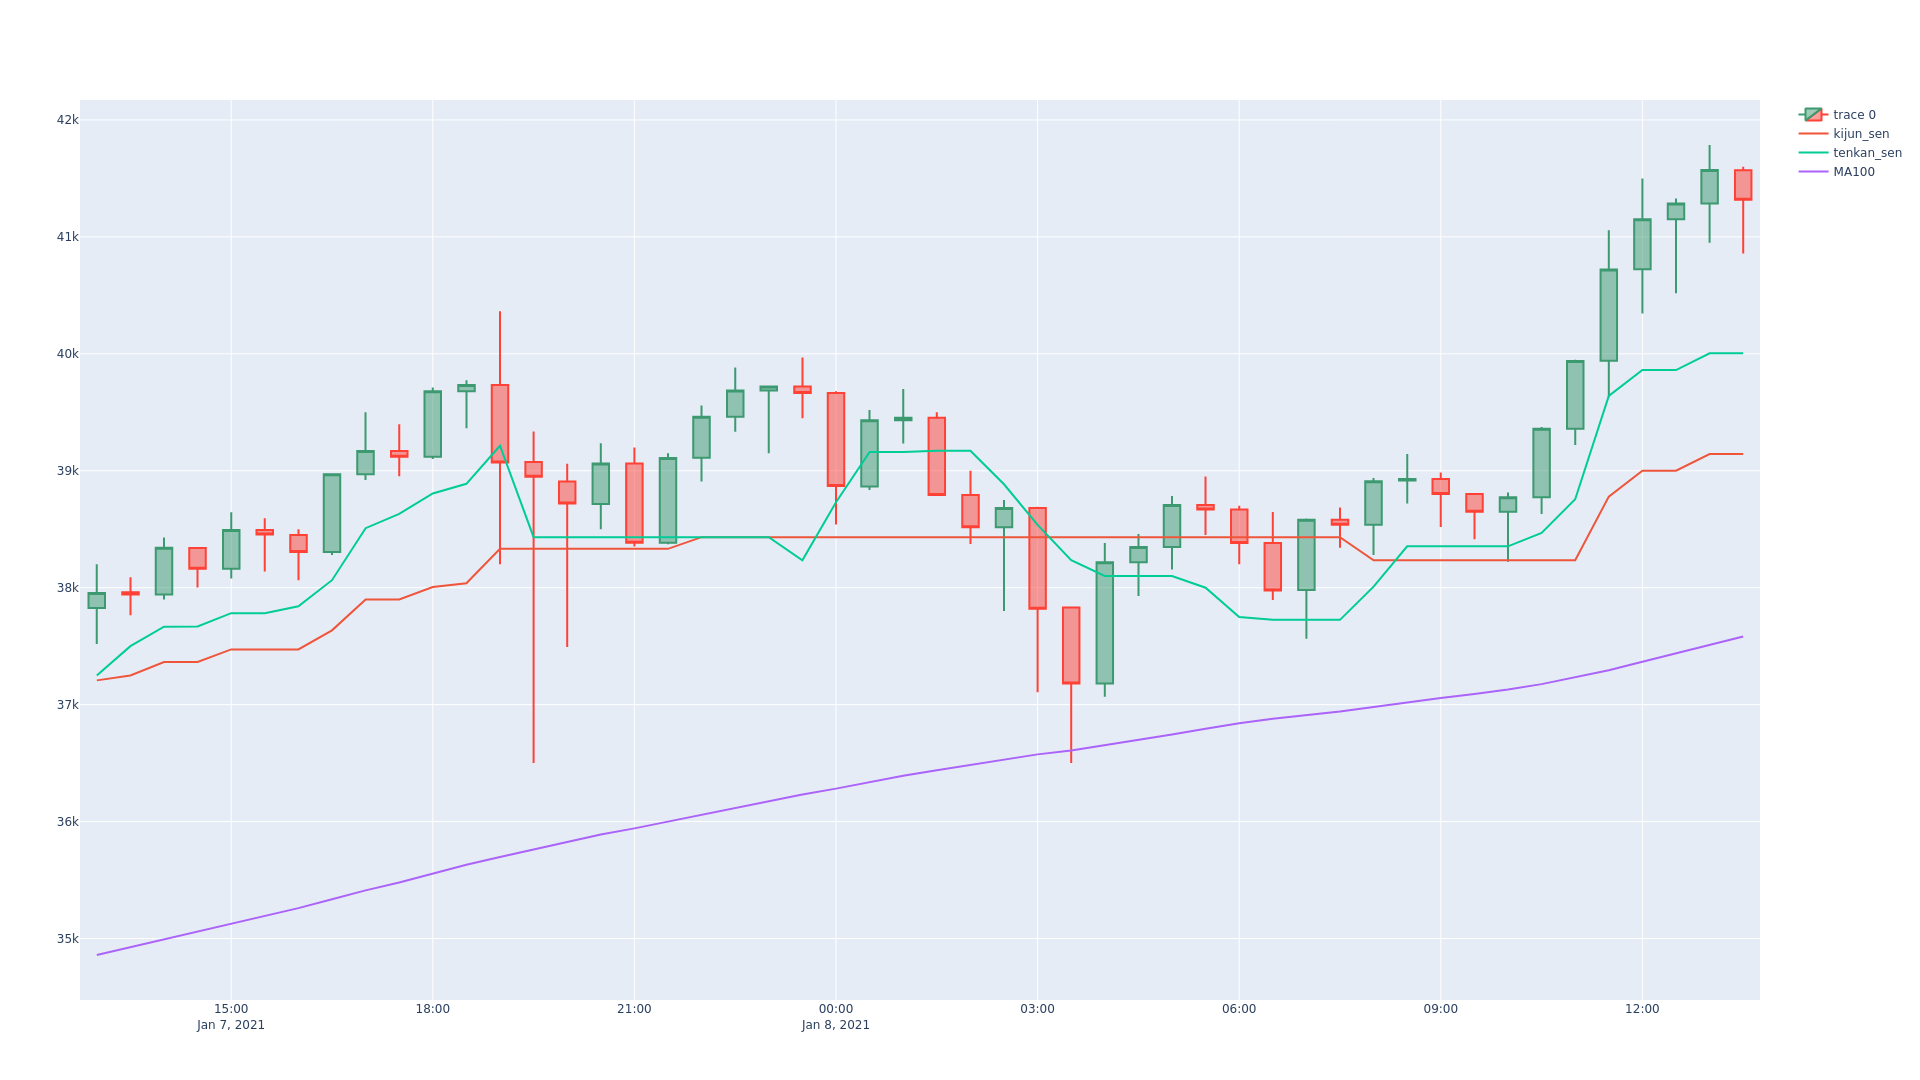 42k
41k
40k
39k
38k
37k
36k
35k
15:00
Jan 7, 2021
18:00
21:00
00:00
Jan 8, 2021
03:00
06:00
09:00
12:00
trace 0
kijun_sen
tenkan_sen
MA100